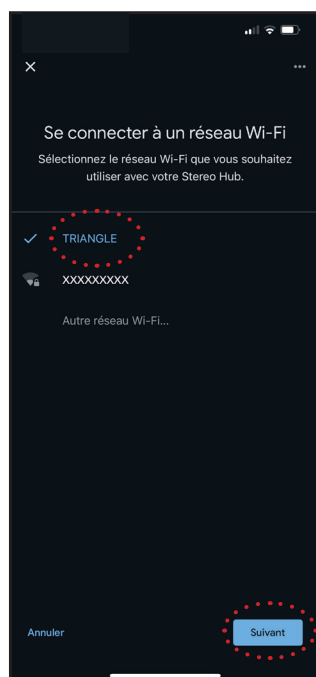 Se connecter à un réseau Wi-Fi
Sélectionnez le réseau Wi-Fi que vous souhaitez
utiliser avec votre Stereo Hub.
TRIANGLE
XXXXXXXXX
Autre réseau Wi-Fi...
Annuler
Suivant